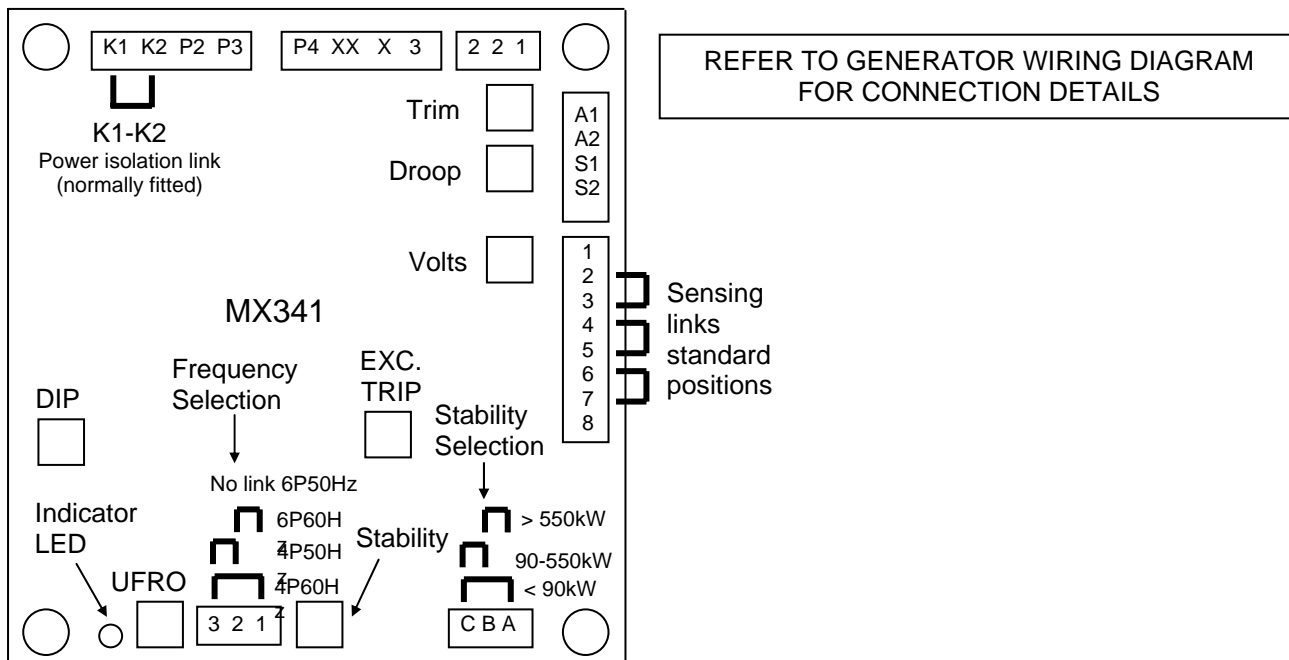 K1 K2 P2 P3
P4 XX X 3
2 2 1
REFER TO GENERATOR WIRING DIAGRAM
FOR CONNECTION DETAILS
K1-K2
Power isolation link
(normally fitted)
Trim
Droop
Volts
A1
A2
S1
S2
1
2
3
4
5
6
7
8
Sensing
links
standard
positions
MX341
Frequency
Selection
EXC.
TRIP
DIP
Stability
Selection
No link 6P50Hz
6P60H
z
4P50H
z
4P60H
z
Indicator
LED
UFRO
Stability
> 550kW
90-550kW
< 90kW
3 2 1
C B A